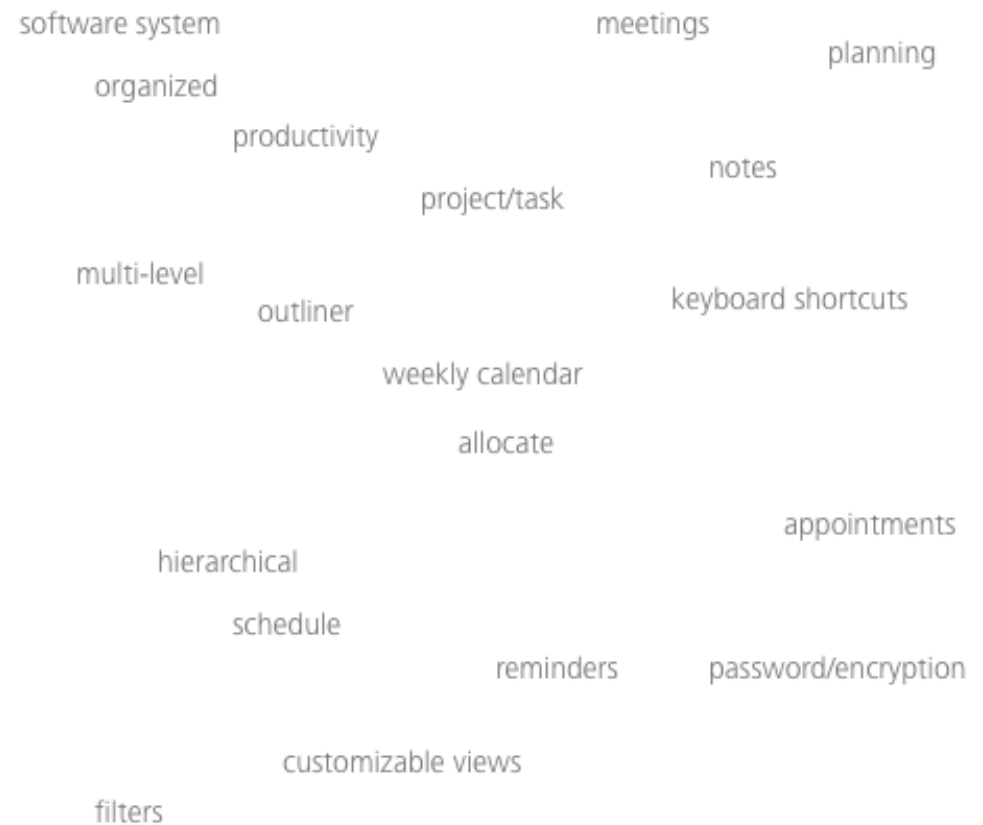 software system
meetings
planning
organized
productivity
notes
project/task
multi-level
keyboard shortcuts
outliner
weekly calendar
allocate
appointments
hierarchical
schedule
reminders
password/encryption
customizable views
filters